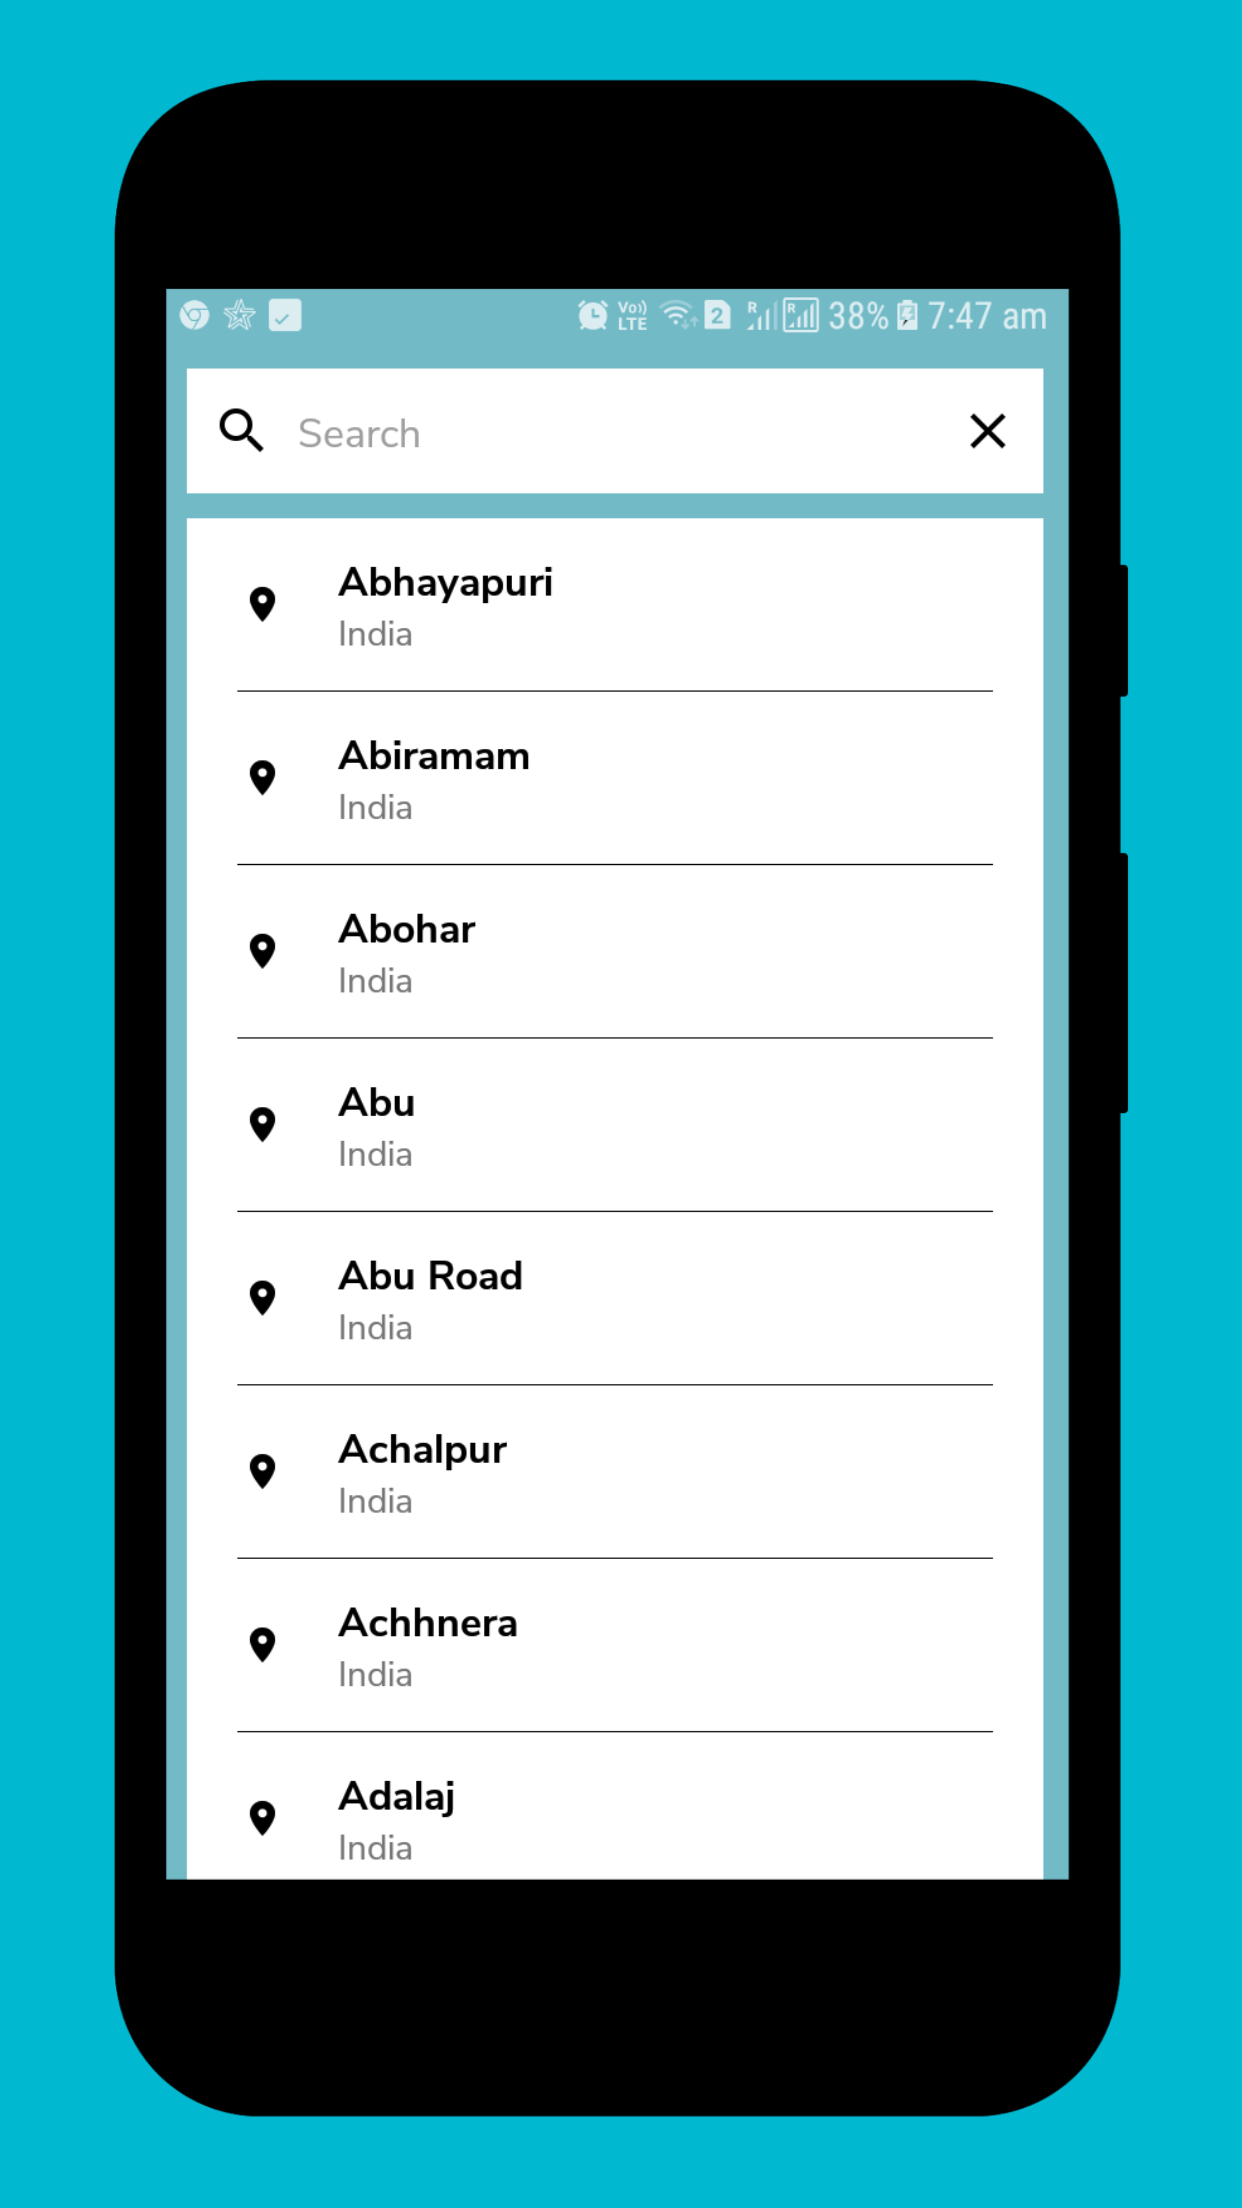 Vo)) LTE 2 R R 38% 7:47 am
Search
Abhayapuri
India
Abiramam
India
Abohar
India
Abu
India
Abu Road
India
Achalpur
India
Achhnera
India
Adalaj
India